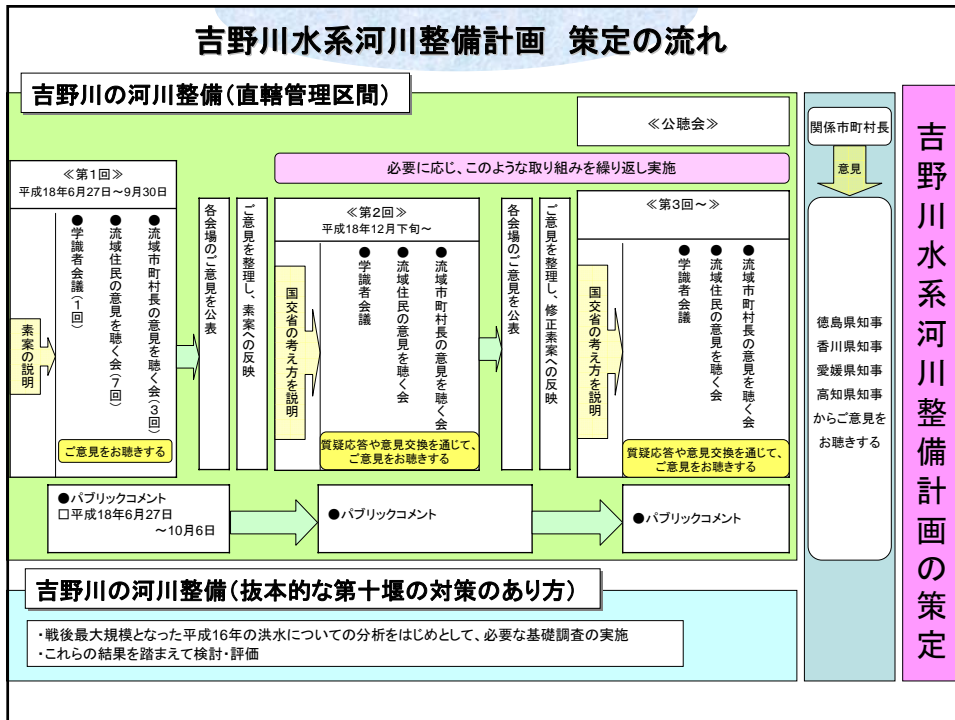 吉野川水系河川整備計画　策定の流れ
吉野川の河川整備(直轄管理区間)
≪公聴会≫
必要に応じ、このような取り組みを繰り返し実施
≪第1回≫
平成18年6月27日～9月30日
素案の説明
●学識者会議(1回)
●流域住民の意見を聴く会(7回)
●流域市町村長の意見を聴く会(3回)
ご意見をお聴きする
各会場のご意見を公表
ご意見を整理し、素案への反映
≪第2回≫
平成18年12月下旬～
国交省の考え方を説明
●学識者会議
●流域住民の意見を聴く会
●流域市町村長の意見を聴く会
質疑応答や意見交換を通じて、
ご意見をお聴きする
各会場のご意見を公表
ご意見を整理し、修正素案への反映
≪第3回～≫
国交省の考え方を説明
●学識者会議
●流域住民の意見を聴く会
●流域市町村長の意見を聴く会
質疑応答や意見交換を通じて、
ご意見をお聴きする
●パブリックコメント
□平成18年6月27日
～10月6日
●パブリックコメント
●パブリックコメント
関係市町村長
意見
徳島県知事
香川県知事
愛媛県知事
高知県知事
からご意見を
お聴きする
吉野川水系河川整備計画の策定
吉野川の河川整備(抜本的な第十堰の対策のあり方)
・戦後最大規模となった平成16年の洪水についての分析をはじめとして、必要な基礎調査の実施
・これらの結果を踏まえて検討・評価